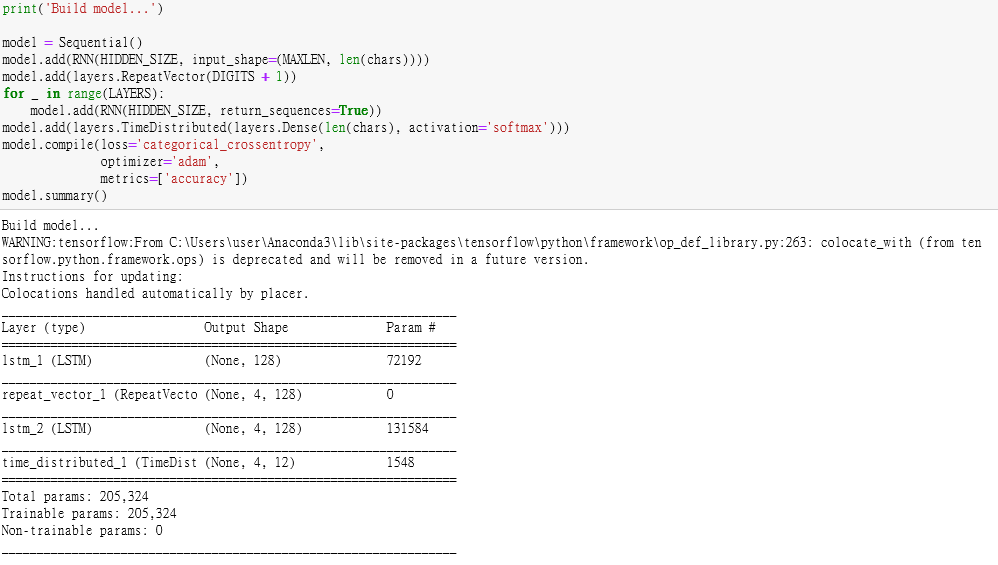 print('Build model...')
model = Sequential()
model.add(RNN(HIDDEN_SIZE, input_shape=(MAXLEN, len(chars))))
model.add(layers.RepeatVector(DIGITS + 1))
for _ in range(LAYERS):
    model.add(RNN(HIDDEN_SIZE, return_sequences=True))
model.add(layers.TimeDistributed(layers.Dense(len(chars), activation='softmax')))
model.compile(loss='categorical_crossentropy',
              optimizer='adam',
              metrics=['accuracy'])
model.summary()
Build model...
WARNING:tensorflow:From C:\Users\user\Anaconda3\lib\site-packages\tensorflow\python\framework\op_def_library.py:263: colocate_with (from ten
sorflow.python.framework.ops) is deprecated and will be removed in a future version.
Instructions for updating:
Colocations handled automatically by placer.
_________________________________________________________________
Layer (type)                 Output Shape              Param #
=================================================================
lstm_1 (LSTM)                (None, 128)               72192
_________________________________________________________________
repeat_vector_1 (RepeatVecto (None, 4, 128)            0
_________________________________________________________________
lstm_2 (LSTM)                (None, 4, 128)            131584
_________________________________________________________________
time_distributed_1 (TimeDist (None, 4, 12)             1548
=================================================================
Total params: 205,324
Trainable params: 205,324
Non-trainable params: 0
_________________________________________________________________